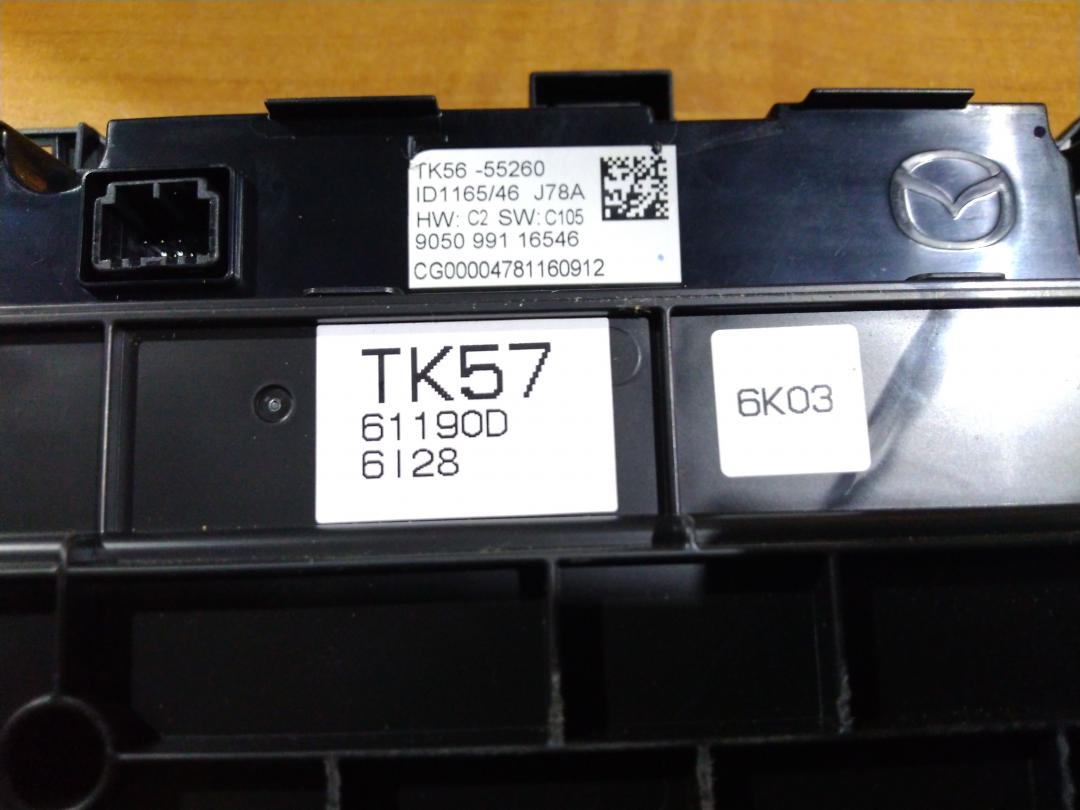 TK56 -55260
ID1165/46 J78A
HW: C2 SW: C105
9050 991 16546
CG00004781160912
TK57
61190D
6I28
6K03